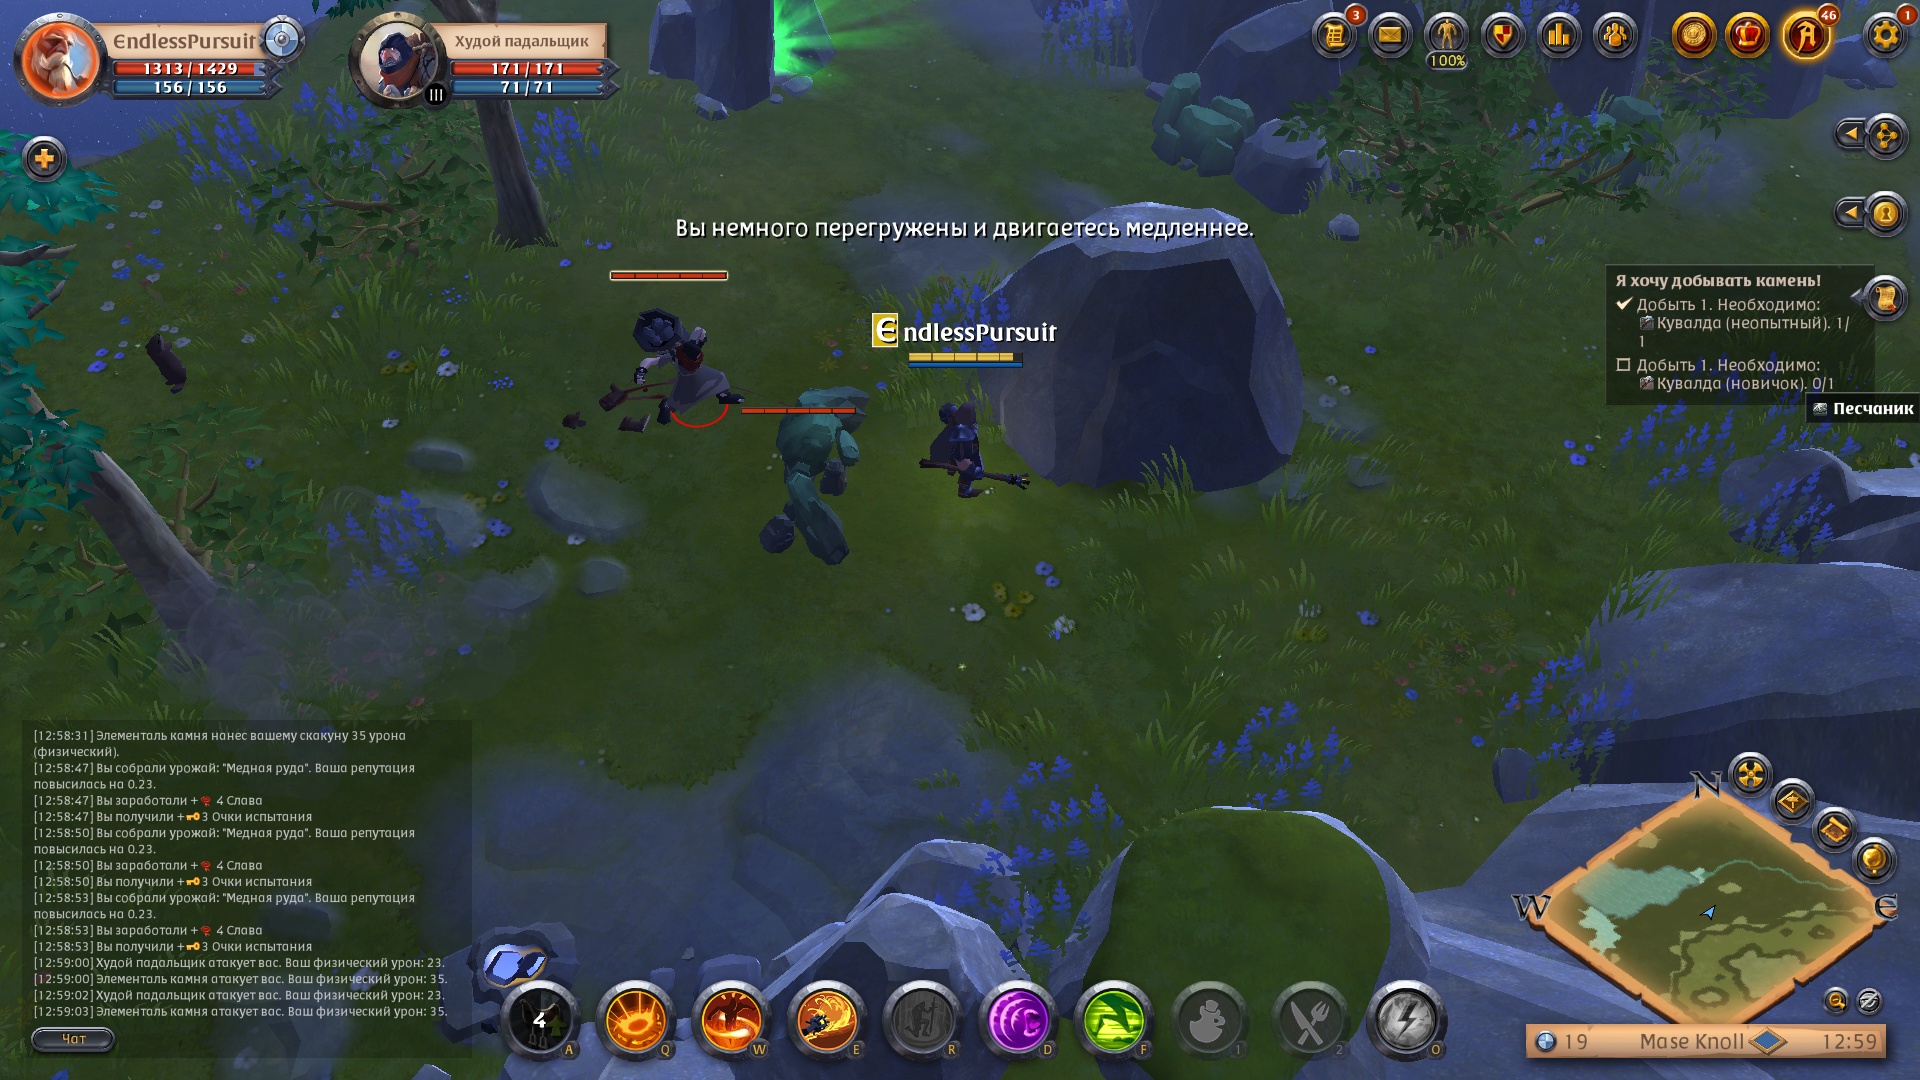 EndlessPursuit
1313 / 1429
156 / 156
Худой падальщик
171 / 171
71 / 71
III
3
100%
46
1
Вы немного перегружены и двигаетесь медленнее.
EndlessPursuit
Я хочу добывать камень!
Добыть 1. Необходимо:
Кувалда (неопытный). 1/
1
Добыть 1. Необходимо:
Кувалда (новичок). 0/1
Песчаник
[12:58:31] Элементаль камня нанес вашему скакуну 35 урона
(физический).
[12:58:47] Вы собрали урожай: "Медная руда". Ваша репутация
повысилась на 0.23.
[12:58:47] Вы заработали + 4 Слава
[12:58:47] Вы получили + 3 Очки испытания
[12:58:50] Вы собрали урожай: "Медная руда". Ваша репутация
повысилась на 0.23.
[12:58:50] Вы заработали + 4 Слава
[12:58:50] Вы получили + 3 Очки испытания
[12:58:53] Вы собрали урожай: "Медная руда". Ваша репутация
повысилась на 0.23.
[12:58:53] Вы заработали + 4 Слава
[12:58:53] Вы получили + 3 Очки испытания
[12:59:00] Худой падальщик атакует вас. Ваш физический урон: 23.
[12:59:00] Элементаль камня атакует вас. Ваш физический урон: 35.
[12:59:02] Худой падальщик атакует вас. Ваш физический урон: 23.
[12:59:03] Элементаль камня атакует вас. Ваш физический урон: 35.
Чат
4
A Q W E R D F 1 2 O
N
W
E
19 Mase Knoll 12:59